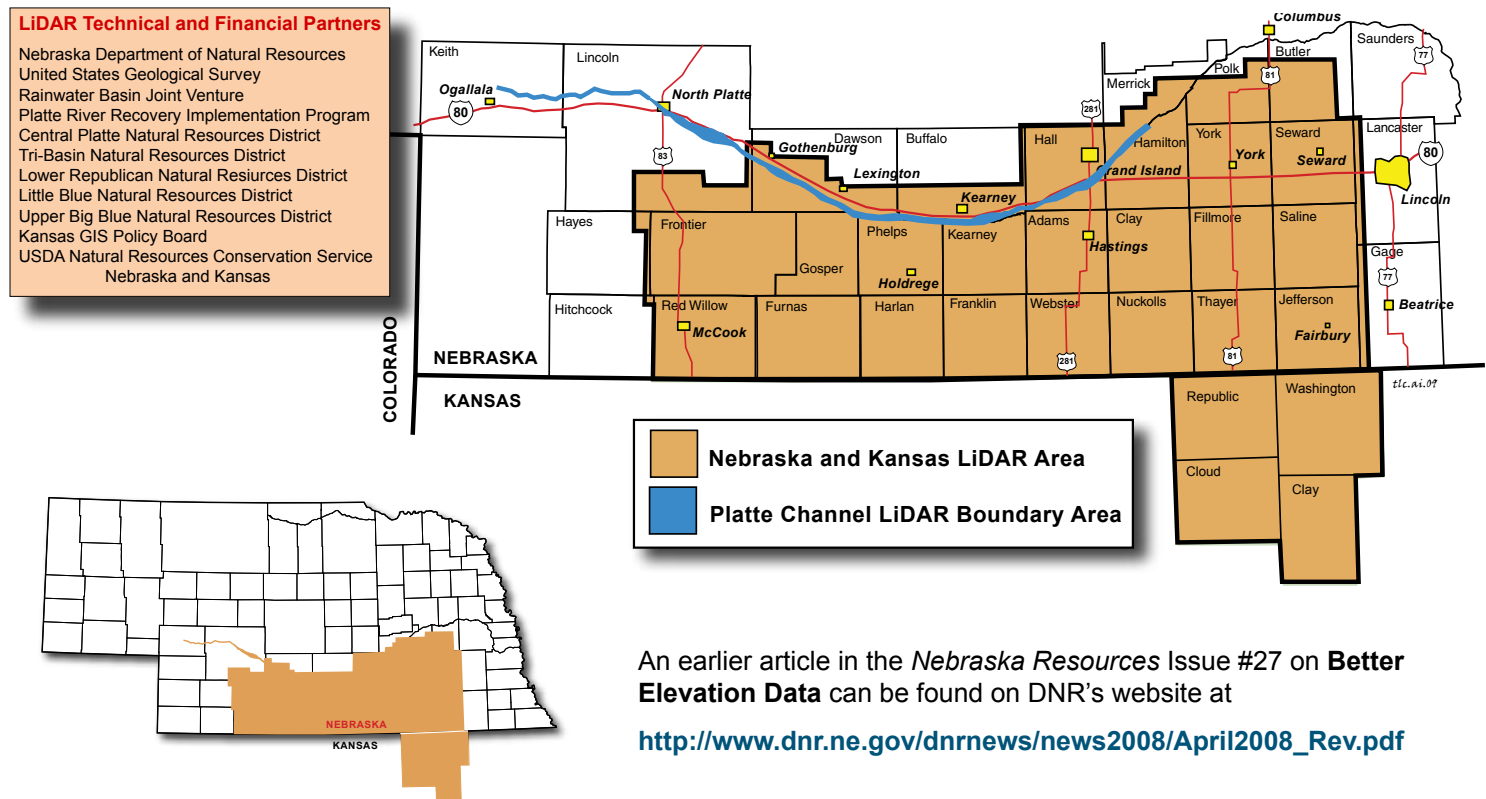 LiDAR Technical and Financial Partners
Nebraska Department of Natural Resources
United States Geological Survey
Rainwater Basin Joint Venture
Platte River Recovery Implementation Program
Central Platte Natural Resources District
Tri-Basin Natural Resources District
Lower Republican Natural Resiurces District
Little Blue Natural Resources District
Upper Big Blue Natural Resources District
Kansas GIS Policy Board
USDA Natural Resources Conservation Service
Nebraska and Kansas
Columbus
Keith
Lincoln
Butler
Saunders
77
Polk
81
Merrick
Ogallala
North Platte
80
281
Dawson
Buffalo
Hall
Hamilton
York
Seward
Lancaster
80
83
Gothenburg
York
Seward
Lexington
Grand Island
Kearney
Lincoln
Hayes
Frontier
Phelps
Kearney
Adams
Clay
Fillmore
Saline
Hastings
Gage
Gosper
Holdrege
77
Hitchcock
Red Willow
Furnas
Harlan
Franklin
Webster
Nuckolls
Thayer
Jefferson
Beatrice
McCook
Fairbury
COLORADO
NEBRASKA
281
81
KANSAS
tlc.ai.09
Republic
Washington
Cloud
Clay
Nebraska and Kansas LiDAR Area
Platte Channel LiDAR Boundary Area
NEBRASKA
KANSAS
An earlier article in the Nebraska Resources Issue #27 on Better
Elevation Data can be found on DNR's website at
http://www.dnr.ne.gov/dnrnews/news2008/April2008_Rev.pdf